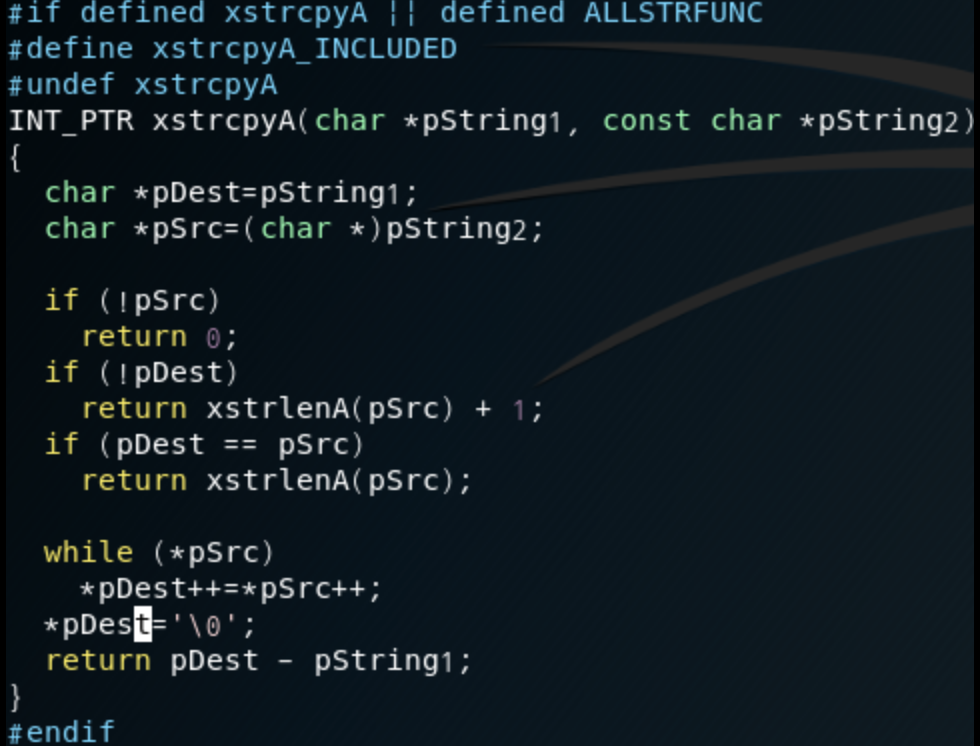 #if defined xstrcpyA || defined ALLSTRFUNC
#define xstrcpyA_INCLUDED
#undef xstrcpyA
INT_PTR xstrcpyA(char *pString1, const char *pString2)
{
  char *pDest=pString1;
  char *pSrc=(char *)pString2;

  if (!pSrc)
    return 0;
  if (!pDest)
    return xstrlenA(pSrc) + 1;
  if (pDest == pSrc)
    return xstrlenA(pSrc);

  while (*pSrc)
    *pDest++=*pSrc++;
  *pDest='\0';
  return pDest - pString1;
}
#endif